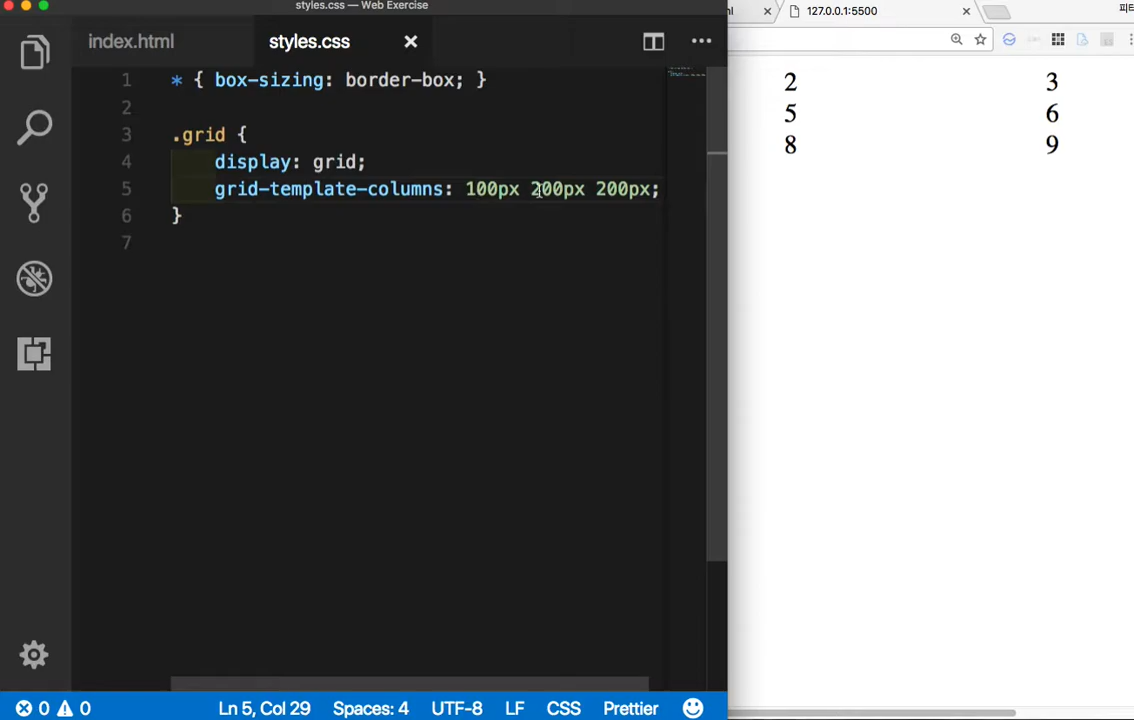 styles.css — Web Exercise
index.html
styles.css
127.0.0.1:5500
1 * { box-sizing: border-box; }
2
3 .grid {
4 display: grid;
5 grid-template-columns: 100px 200px 200px;
6 }
7
2 3
5 6
8 9
0 0 Ln 5, Col 29 Spaces: 4 UTF-8 LF CSS Prettier